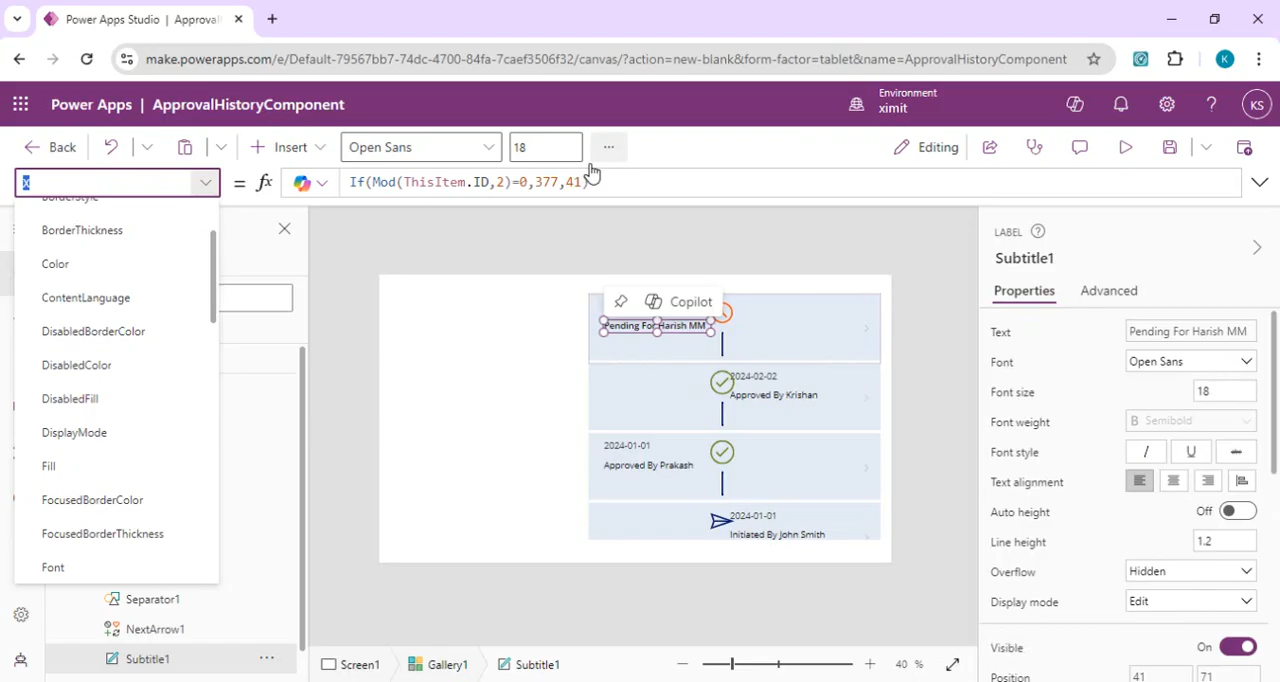 Power Apps Studio | Approval
make.powerapps.com/e/Default-79567bb7-74dc-4700-84fa-7caef3506f32/canvas/?action=new-blank&form-factor=tablet&name=ApprovalHistoryComponent
K
Power Apps | ApprovalHistoryComponent
Environment
ximit
KS
Back
Insert
Open Sans
18
...
Editing
X
= fx
If(Mod(ThisItem.ID,2)=0,377,41)
BorderStyle
BorderThickness
Color
ContentLanguage
DisabledBorderColor
DisabledColor
DisabledFill
DisplayMode
Fill
FocusedBorderColor
FocusedBorderThickness
Font
Separator1
NextArrow1
Subtitle1
...
Copilot
Pending For Harish MM
2024-02-02
Approved By Krishan
2024-01-01
Approved By Prakash
2024-01-01
Initiated By John Smith
Screen1
Gallery1
Subtitle1
40 %
LABEL
Subtitle1
Properties
Advanced
Text
Pending For Harish MM
Font
Open Sans
Font size
18
Font weight
B Semibold
Font style
/ U
Text alignment
Auto height
Off
Line height
1.2
Overflow
Hidden
Display mode
Edit
Visible
On
Position
41
71